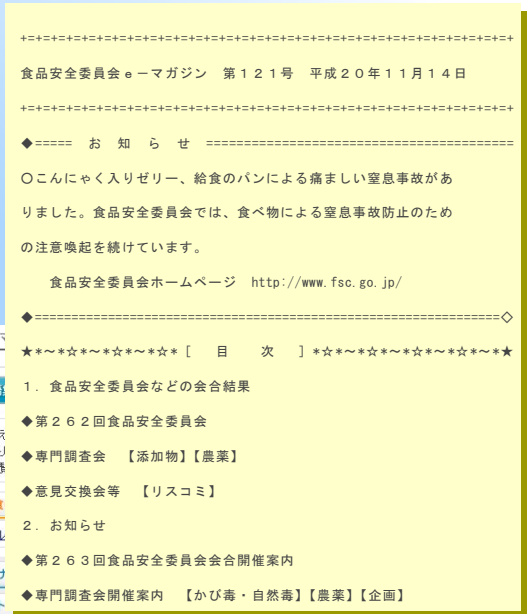 +=+=+=+=+=+=+=+=+=+=+=+=+=+=+=+=+=+=+=+=+=+=+=+=+=+=+=+=+=+=+=+=+
食品安全委員会e－マガジン　第１２１号　平成２０年１１月１４日
+=+=+=+=+=+=+=+=+=+=+=+=+=+=+=+=+=+=+=+=+=+=+=+=+=+=+=+=+=+=+=+=+
◆=====　お　知　ら　せ　=========================================
○こんにゃく入りゼリー、給食のパンによる痛ましい窒息事故があ
りました。食品安全委員会では、食べ物による窒息事故防止のため
の注意喚起を続けています。
　　食品安全委員会ホームページ　http://www.fsc.go.jp/
◆==============================================================◇
★*～*☆*～*☆*～*☆*［　目　　次　］*☆*～*☆*～*☆*～*☆*～*★
１．食品安全委員会などの会合結果
◆第２６２回食品安全委員会
◆専門調査会　【添加物】【農薬】
◆意見交換会等　【リスコミ】
２．お知らせ
◆第２６３回食品安全委員会会合開催案内
◆専門調査会開催案内　【かび毒・自然毒】【農薬】【企画】